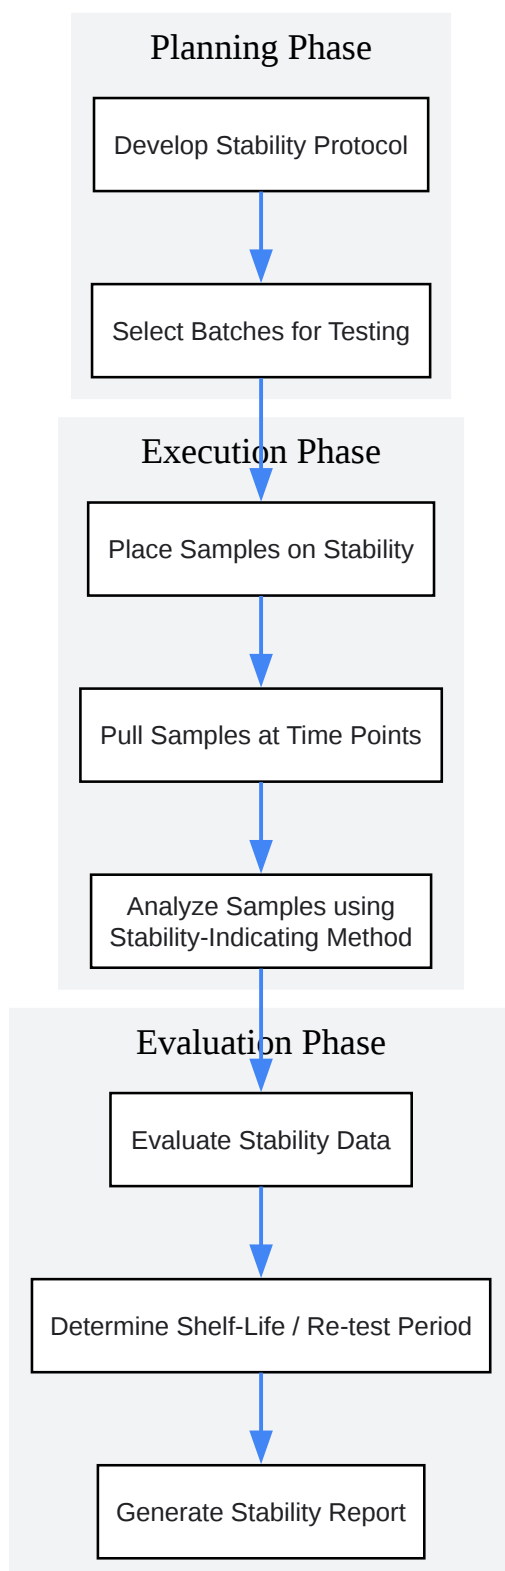 Planning Phase
Develop Stability Protocol
Select Batches for Testing
Execution Phase
Place Samples on Stability
Pull Samples at Time Points
Analyze Samples using
Stability-Indicating Method
Evaluation Phase
Evaluate Stability Data
Determine Shelf-Life / Re-test Period
Generate Stability Report